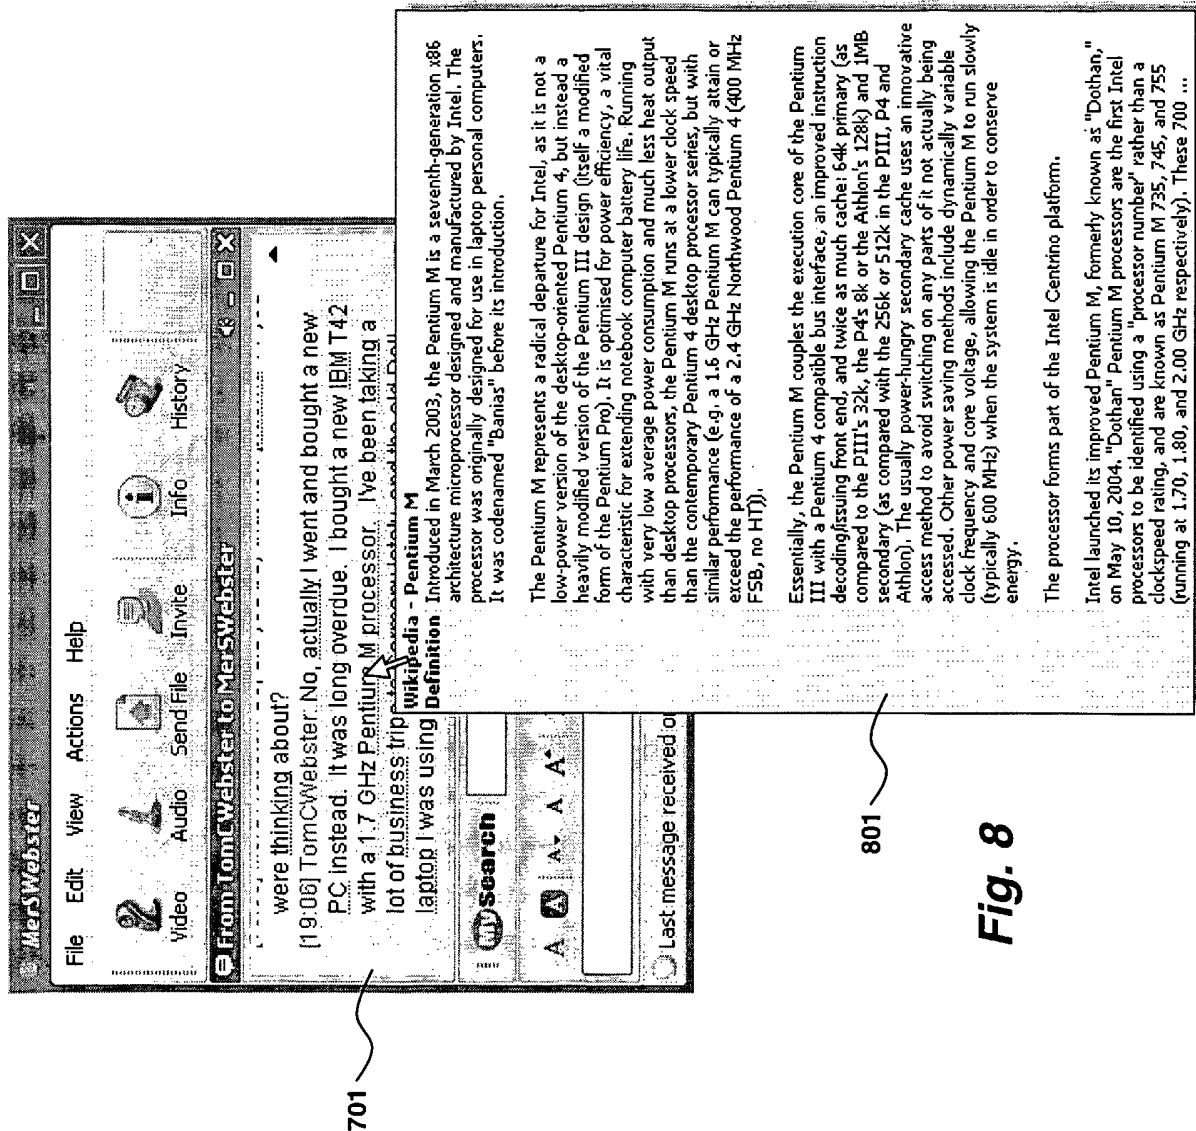 MerSWebster
File Edit View Actions Help
Video Audio Send File Invite Info History
From TomCWebster to MerSWebster
were thinking about?
[19:06] TomCWebster: No, actually I went and bought a new
PC instead. It was long overdue. I bought a new IBM T42
with a 1.7 GHz Pentium M processor. I've been taking a
lot of business trip
laptop I was using
my search
A A A A A
Last message received on
Wikipedia - Pentium M
Definition Introduced in March 2003, the Pentium M is a seventh-generation x86
architecture microprocessor designed and manufactured by Intel. The
processor was originally designed for use in laptop personal computers.
It was codenamed "Banias" before its introduction.
The Pentium M represents a radical departure for Intel, as it is not a
low-power version of the desktop-oriented Pentium 4, but instead a
heavily modified version of the Pentium III design (itself a modified
form of the Pentium Pro). It is optimised for power efficiency, a vital
characteristic for extending notebook computer battery life. Running
with very low average power consumption and much less heat output
than desktop processors, the Pentium M runs at a lower clock speed
than the contemporary Pentium 4 desktop processor series, but with
similar performance (e.g. a 1.6 GHz Pentium M can typically attain or
exceed the performance of a 2.4 GHz Northwood Pentium 4 (400 MHz
FSB, no HT)).
Essentially, the Pentium M couples the execution core of the Pentium
III with a Pentium 4 compatible bus interface, an improved instruction
decoding/issuing front end, and twice as much cache: 64k primary (as
compared to the PIII's 32k, the P4's 8k or the Athlon's 128k) and 1MB
secondary (as compared with the 256k or 512k in the PIII, P4 and
Athlon). The usually power-hungry secondary cache uses an innovative
access method to avoid switching on any parts of it not actually being
accessed. Other power saving methods include dynamically variable
clock frequency and core voltage, allowing the Pentium M to run slowly
(typically 600 MHz) when the system is idle in order to conserve
energy.
The processor forms part of the Intel Centrino platform.
Intel launched its improved Pentium M, formerly known as "Dothan,"
on May 10, 2004. "Dothan" Pentium M processors are the first Intel
processors to be identified using a "processor number" rather than a
clockspeed rating, and are known as Pentium M 735, 745, and 755
(running at 1.70, 1.80, and 2.00 GHz respectively). These 700 ...
701
801
Fig. 8